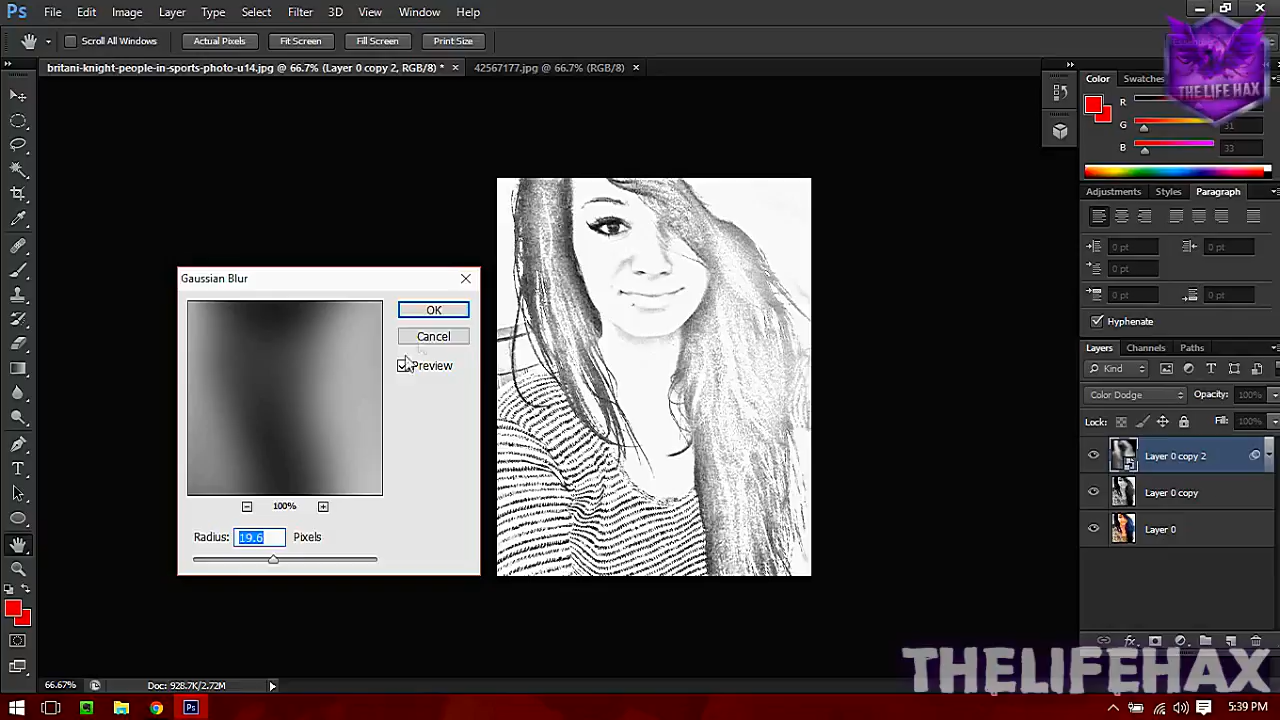 Ps File Edit Image Layer Type Select Filter 3D View Window Help
Scroll All Windows Actual Pixels Fit Screen Fill Screen Print Size
THE LIFE HAX
britani-knight-people-in-sports-photo-u14.jpg @ 66.7% (Layer 0 copy 2, RGB/8) * × 42567177.jpg @ 66.7% (RGB/8) ×
Color Swatches
R
G 31
B 33
Adjustments Styles Paragraph
0 pt 0 pt
0 pt
0 pt 0 pt
Hyphenate
Gaussian Blur
OK
Cancel
Preview
100%
Radius: 19.6 Pixels
Layers Channels Paths
Kind
Color Dodge Opacity: 100%
Lock: Fill: 100%
Layer 0 copy 2
Layer 0 copy
Layer 0
THELIFEHAX
66.67% Doc: 928.7K/2.72M
Ps 5:39 PM